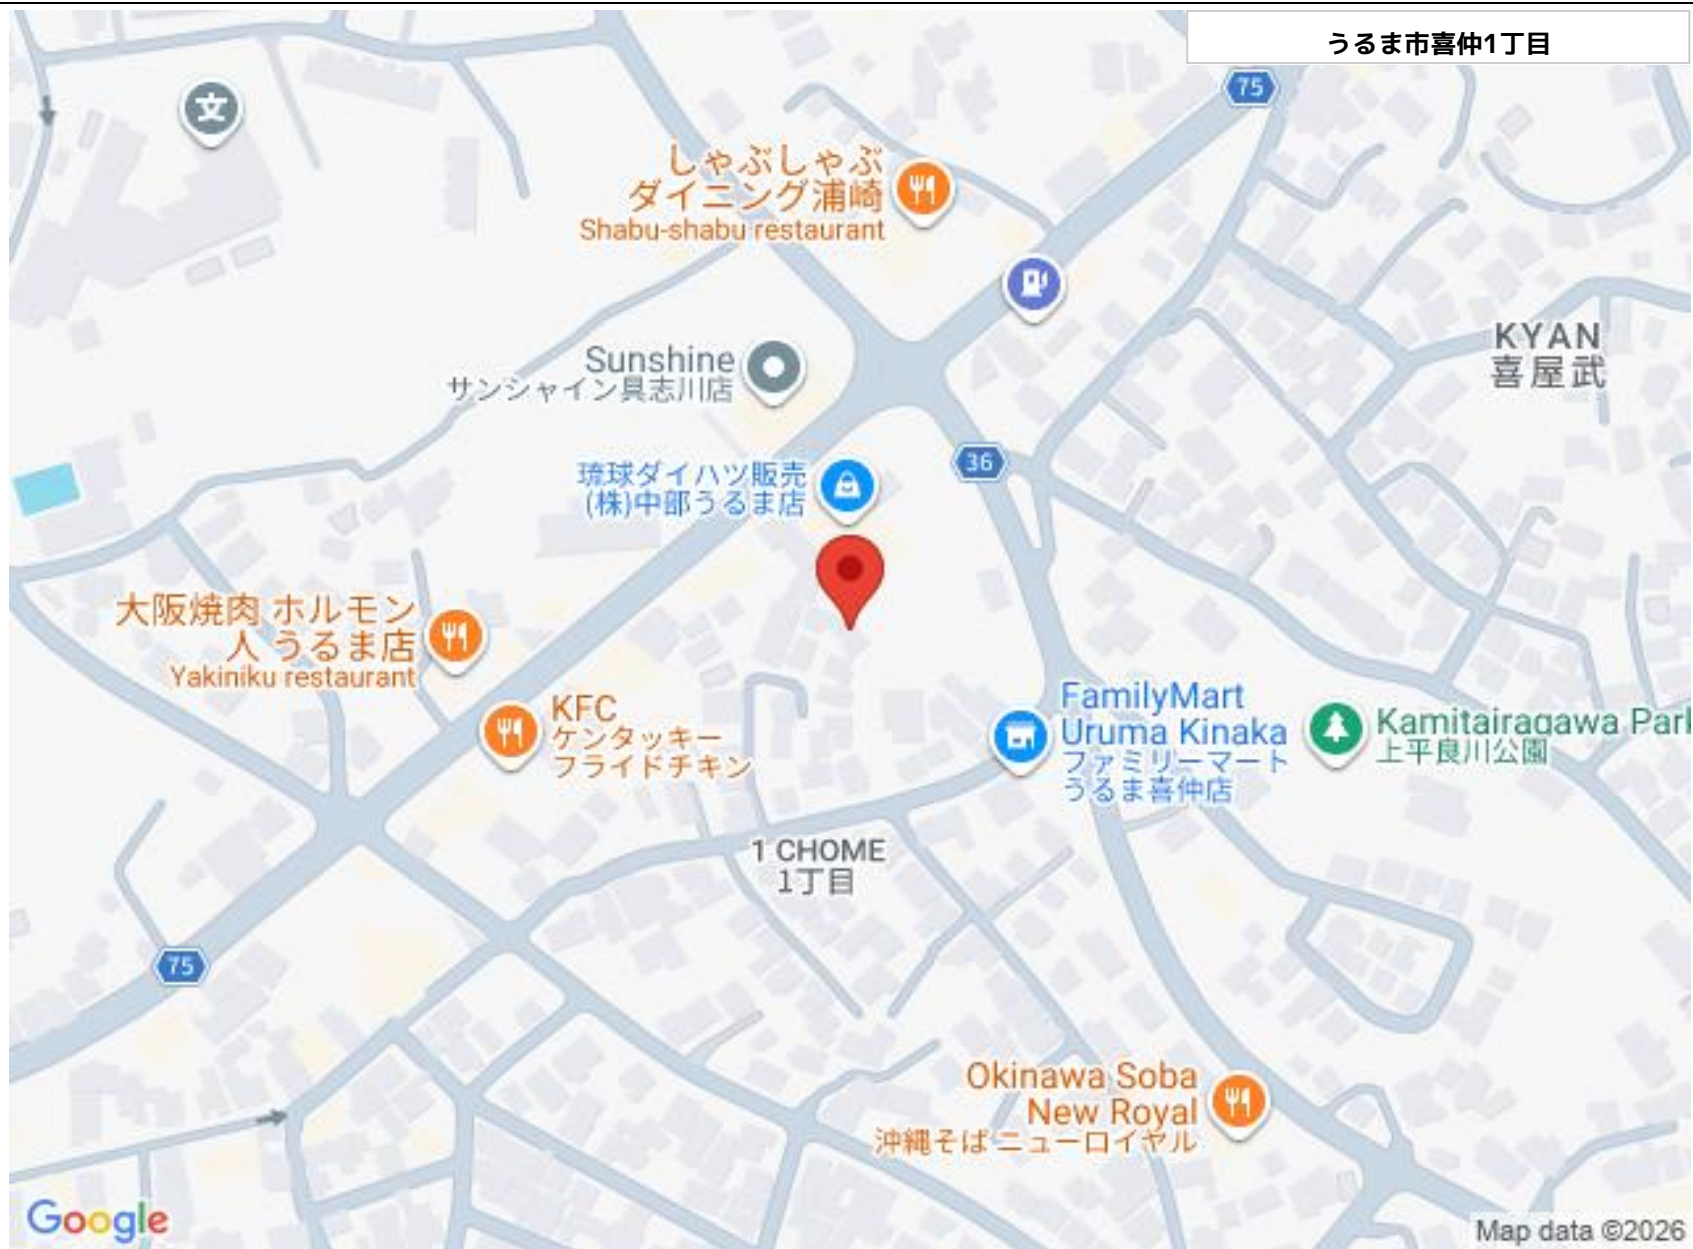 うるま市喜仲1丁目
75
文
しゃぶしゃぶ
ダイニング浦崎
Shabu-shabu restaurant
KYAN
喜屋武
Sunshine
サンシャイン具志川店
36
琉球ダイハツ販売
(株)中部うるま店
大阪焼肉 ホルモン
人 うるま店
Yakiniku restaurant
KFC
ケンタッキー
フライドチキン
FamilyMart
Uruma Kinaka
ファミリーマート
うるま喜仲店
Kamitairagawa Park
上平良川公園
1 CHOME
1丁目
75
Okinawa Soba
New Royal
沖縄そば ニューロイヤル
Google
Map data ©2026